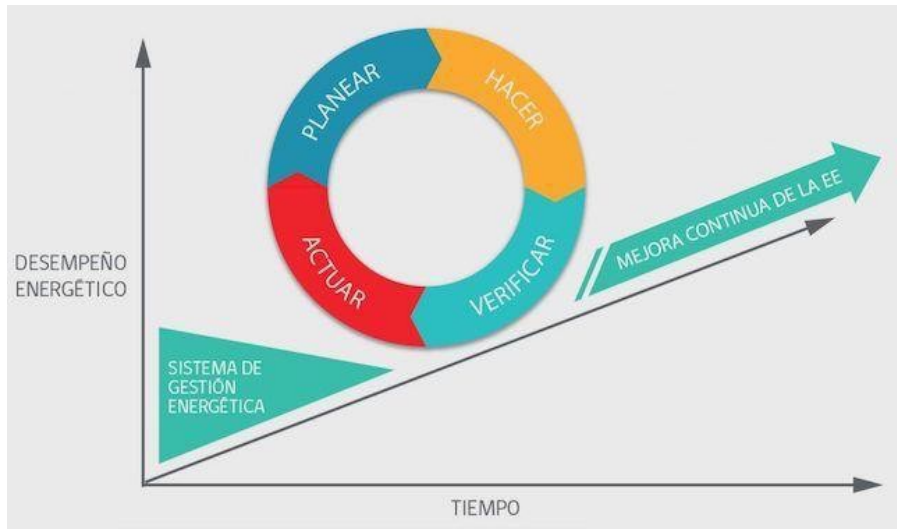 PLANEAR
HACER
VERIFICAR
ACTUAR
DESEMPEÑO
ENERGÉTICO
SISTEMA DE
GESTIÓN
ENERGÉTICA
MEJORA CONTINUA DE LA EE
TIEMPO